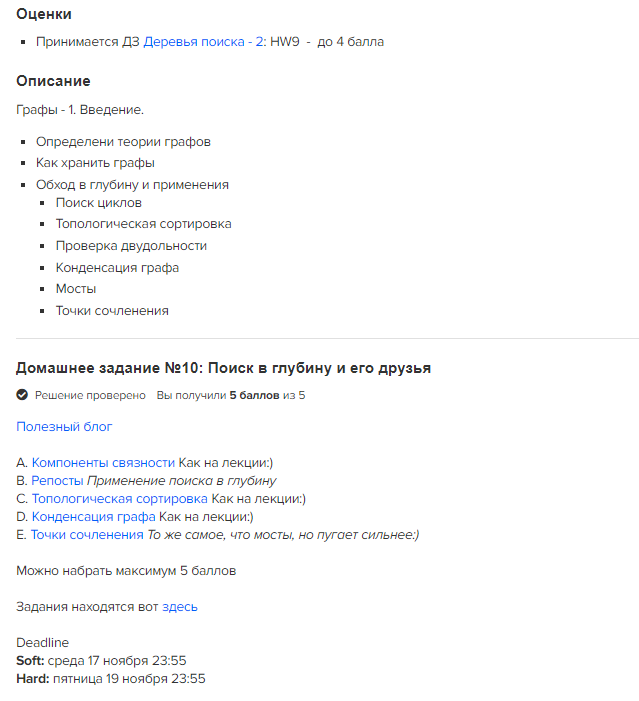 Оценки
Принимается ДЗ Деревья поиска - 2: HW9 - до 4 балла
Описание
Графы - 1. Введение.
Определени теории графов
Как хранить графы
Обход в глубину и применения
Поиск циклов
Топологическая сортировка
Проверка двудольности
Конденсация графа
Мосты
Точки сочленения
Домашнее задание №10: Поиск в глубину и его друзья
Решение проверено Вы получили 5 баллов из 5
Полезный блог
A. Компоненты связности Как на лекции:)
B. Репосты Применение поиска в глубину
C. Топологическая сортировка Как на лекции:)
D. Конденсация графа Как на лекции:)
E. Точки сочленения То же самое, что мосты, но пугает сильнее:)
Можно набрать максимум 5 баллов
Задания находятся вот здесь
Deadline
Soft: среда 17 ноября 23:55
Hard: пятница 19 ноября 23:55